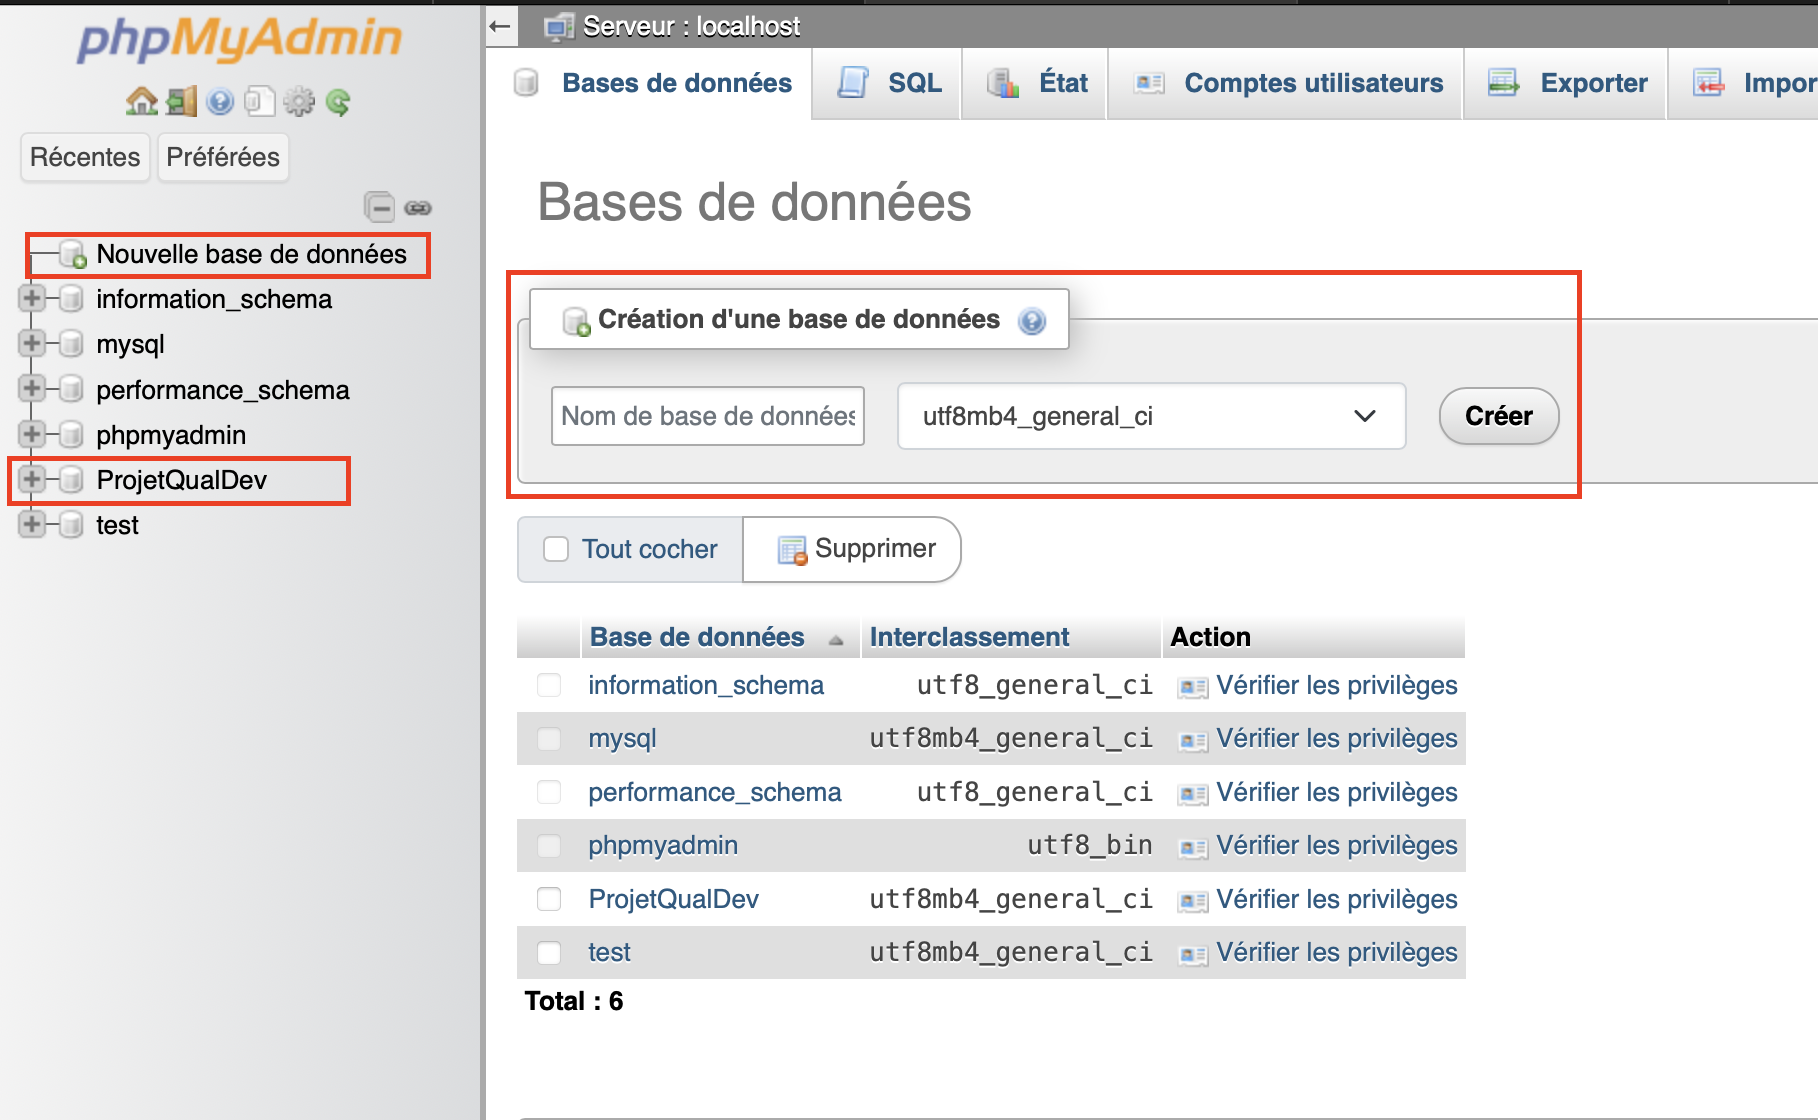 phpMyAdmin
Récentes Préférées
Nouvelle base de données
information_schema
mysql
performance_schema
phpmyadmin
ProjetQualDev
test
Serveur : localhost
Bases de données SQL État Comptes utilisateurs Exporter Impor
Bases de données
Création d'une base de données
Nom de base de données utf8mb4_general_ci Créer
Tout cocher Supprimer
Base de données Interclassement Action
information_schema utf8_general_ci Vérifier les privilèges
mysql utf8mb4_general_ci Vérifier les privilèges
performance_schema utf8_general_ci Vérifier les privilèges
phpmyadmin utf8_bin Vérifier les privilèges
ProjetQualDev utf8mb4_general_ci Vérifier les privilèges
test utf8mb4_general_ci Vérifier les privilèges
Total : 6